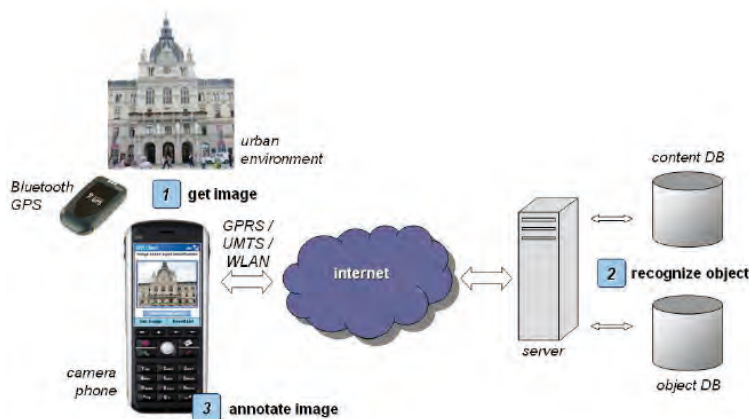 urban
environment
Bluetooth
GPS
1 get image
GPRS /
UMTS /
WLAN
internet
content DB
2 recognize object
server
object DB
camera
phone
3 annotate image